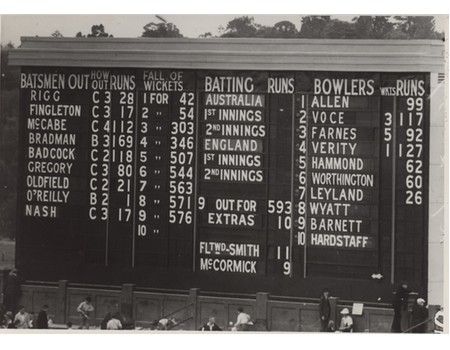 BATSMEN OUT HOW OUT RUNS FALL OF WICKETS BATTING RUNS BOWLERS WKTS RUNS
RIGG C 3 28 1 FOR 42 AUSTRALIA 1 ALLEN 99
FINGLETON C 3 17 2 " 54 1ST INNINGS 2 VOCE 3 117
McCABE C 4 112 3 " 303 2ND INNINGS 3 FARNES 5 92
BRADMAN B 3 169 4 " 346 ENGLAND 4 VERITY 1 127
BADCOCK C 2 118 5 " 507 1ST INNINGS 5 HAMMOND 62
GREGORY C 3 80 6 " 544 2ND INNINGS 6 WORTHINGTON 60
OLDFIELD C 2 21 7 " 563 7 LEYLAND 26
O'REILLY B 2 1 8 " 571 9 OUT FOR 593 8 WYATT
NASH C 3 17 9 " 576 EXTRAS 10 9 BARNETT
10 " 10 HARDSTAFF
FLTWD-SMITH 11
McCORMICK 9